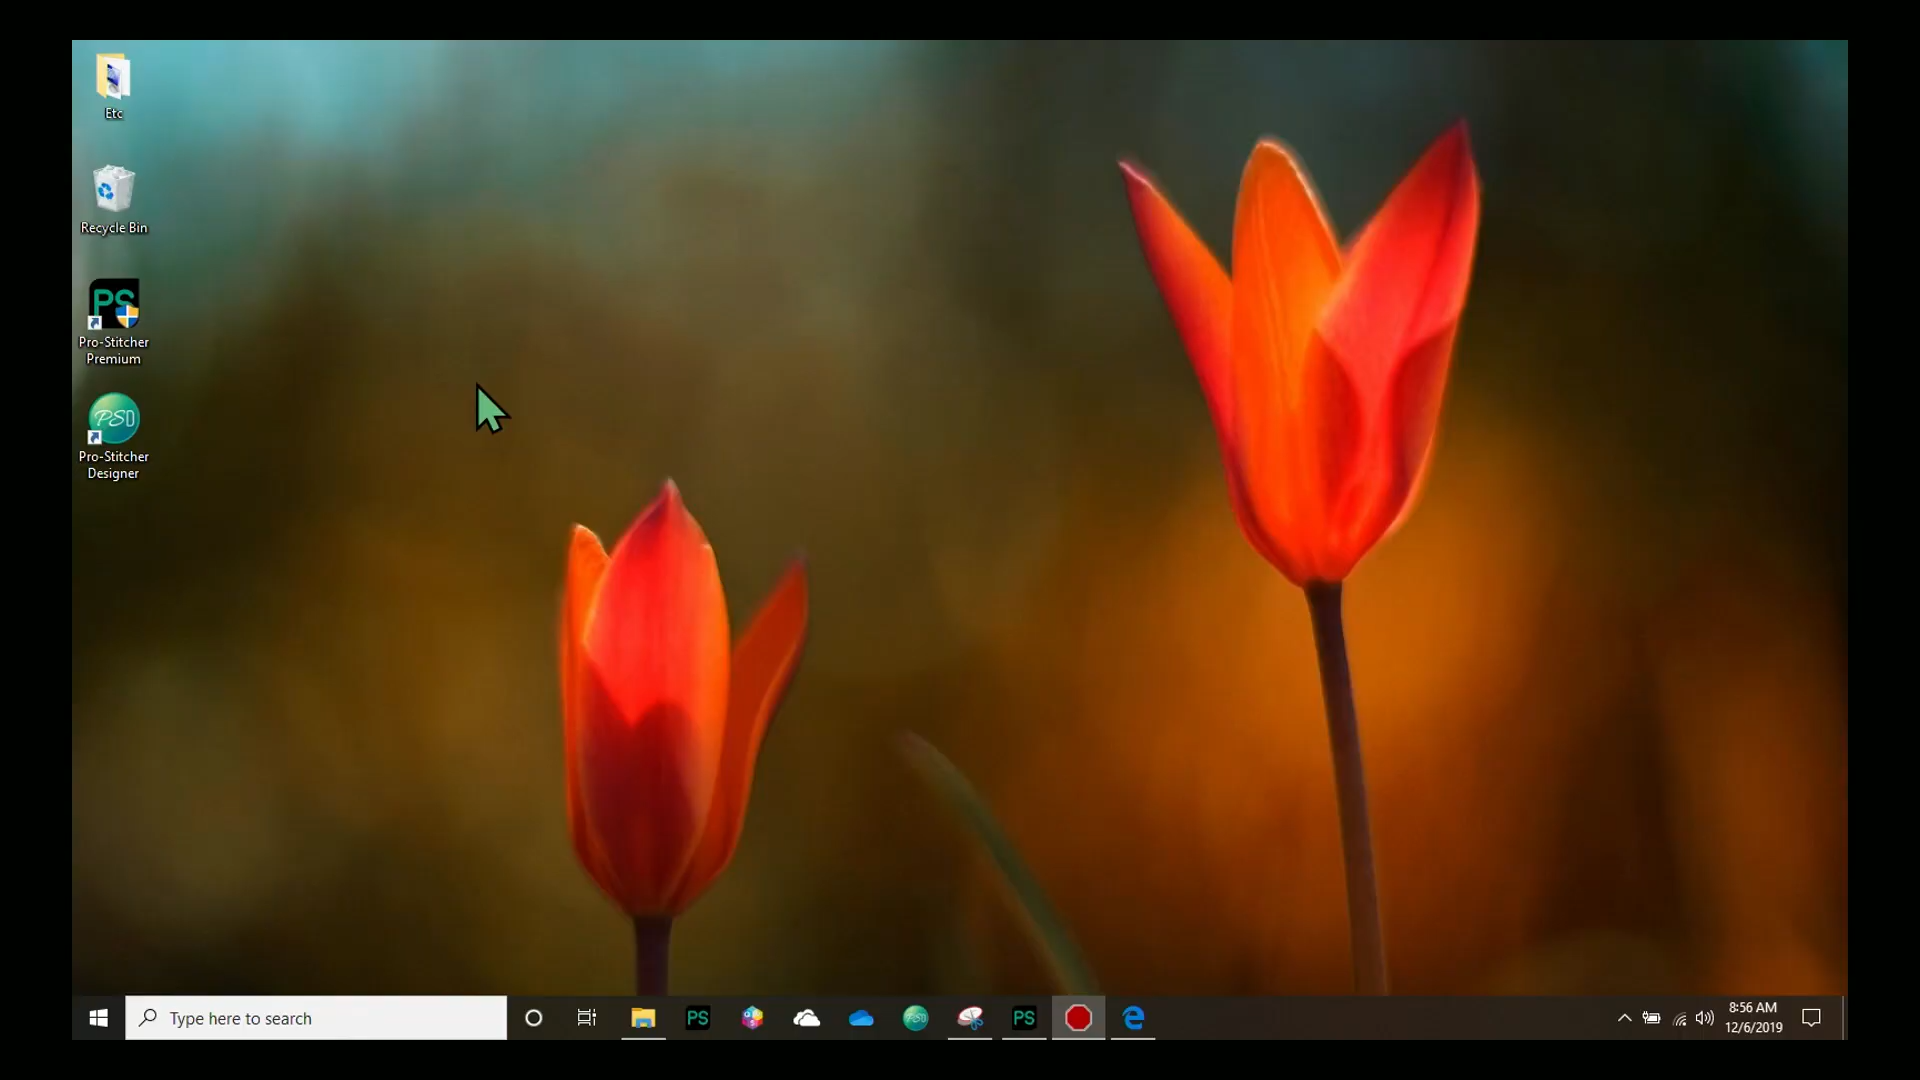 Etc
Recycle Bin
PS
Pro-Stitcher
Premium
PSD
Pro-Stitcher
Designer
Type here to search
PS
PSD
PS
8:56 AM
12/6/2019